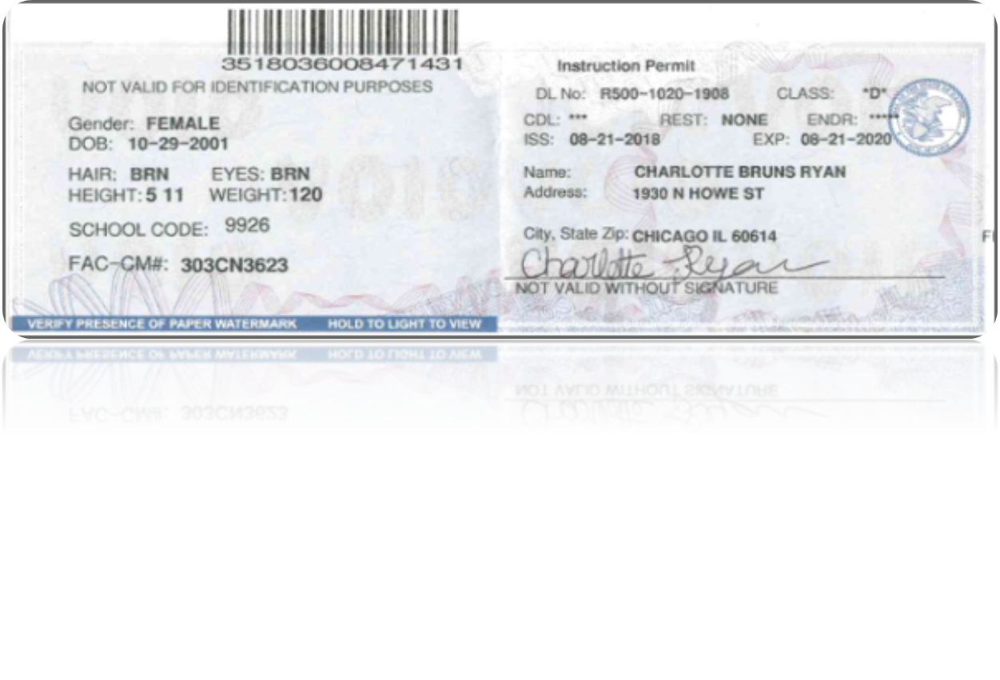 3518036008471431
NOT VALID FOR IDENTIFICATION PURPOSES
Gender: FEMALE
DOB: 10-29-2001
HAIR: BRN EYES: BRN
HEIGHT: 5 11 WEIGHT: 120
SCHOOL CODE: 9926
FAC-CM#: 303CN3623
VERIFY PRESENCE OF PAPER WATERMARK HOLD TO LIGHT TO VIEW
Instruction Permit
DL No: R500-1020-1908 CLASS: *D*
CDL: *** REST: NONE ENDR: *****
ISS: 08-21-2018 EXP: 08-21-2020
Name: CHARLOTTE BRUNS RYAN
Address: 1930 N HOWE ST
City, State Zip: CHICAGO IL 60614
Charlotte Ryan
NOT VALID WITHOUT SIGNATURE